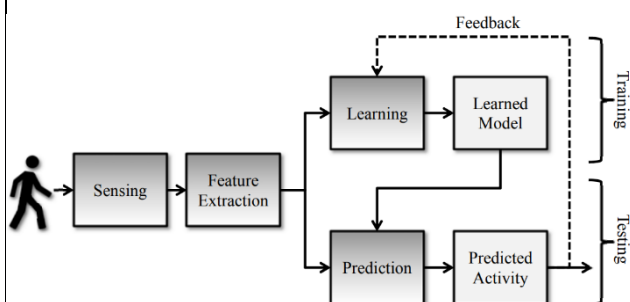 Feedback
Learning
Learned
Model
Training
Sensing
Feature
Extraction
Prediction
Predicted
Activity
Testing